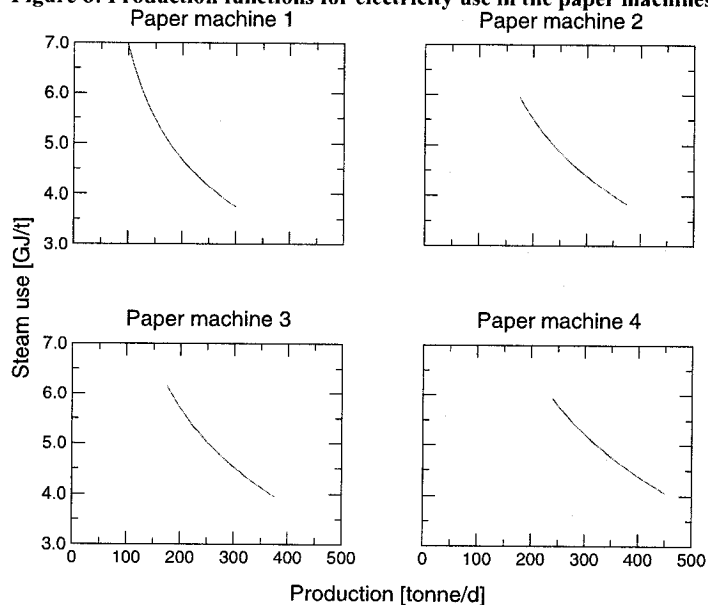 Figure 8. Production functions for electricity use in the paper machines
Paper machine 1
Paper machine 2
7.0
6.0
5.0
4.0
3.0
Steam use [GJ/t]
Paper machine 3
Paper machine 4
7.0
6.0
5.0
4.0
3.0
0 100 200 300 400 500
0 100 200 300 400 500
Production [tonne/d]